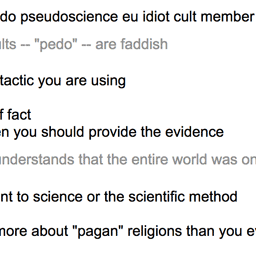 do pseudoscience eu idiot cult member
ults -- "pedo" -- are faddish
tactic you are using
f fact
en you should provide the evidence
understands that the entire world was on
nt to science or the scientific method
more about "pagan" religions than you e